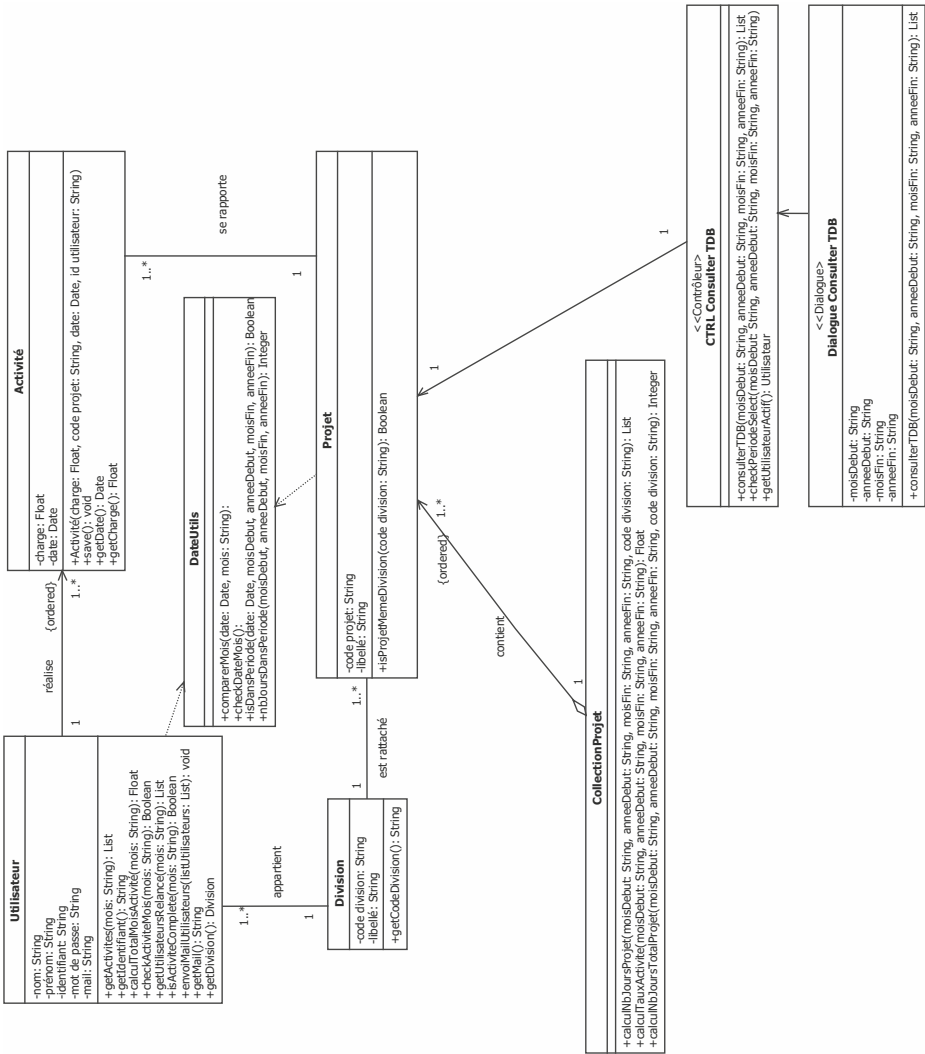 Utilisateur
-nom: String
-prénom: String
-identifiant: String
-mot de passe: String
-mail: String
+getActivites(mois: String): List
+getIdentifiant(): String
+calculTotalMoisActivité(mois: String): Float
+checkActiviteMois(mois: String): Boolean
+getUtilisateursRelance(mois: String): List
+isActiviteComplete(mois: String): Boolean
+envoiMailUtilisateurs(listUtilisateurs: List): void
+getMail(): String
+getDivision(): Division
réalise
{ordered}
1
1..*
Activité
-charge: Float
-date: Date
+Activité(charge: Float, code projet: String, date: Date, id utilisateur: String)
+save(): void
+getDate(): Date
+getCharge(): Float
DateUtils
+comparerMois(date: Date, mois: String):
+checkDateMois():
+isDansPeriode(date: Date, moisDebut, anneeDebut, moisFin, anneeFin): Boolean
+nbJoursDansPeriode(moisDebut, anneeDebut, moisFin, anneeFin): Integer
1..*
appartient
1
1..*
se rapporte
1
Division
-code division: String
-libellé: String
+getCodeDivision(): String
1
est rattaché
1..*
Projet
-code projet: String
-libellé: String
+isProjetMemeDivision(code division: String): Boolean
{ordered}
1..*
contient
1
1
1
CollectionProjet
+calculNbJoursProjet(moisDebut: String, anneeDebut: String, moisFin: String, anneeFin: String, code division: String): List
+calculTauxActivite(moisDebut: String, anneeDebut: String, moisFin: String, anneeFin: String): Float
+calculNbJoursTotalProjet(moisDebut: String, anneeDebut: String, moisFin: String, anneeFin: String, code division: String): Integer
<<Contrôleur>
CTRL Consulter TDB
+consulterTDB(moisDebut: String, anneeDebut: String, moisFin: String, anneeFin: String): List
+checkPeriodeSelect(moisDebut: String, anneeDebut: String, moisFin: String, anneeFin: String)
+getUtilisateurActif(): Utilisateur
<<Dialogue>
Dialogue Consulter TDB
-moisDebut: String
-anneeDebut: String
-moisFin: String
-anneeFin: String
+consulterTDB(moisDebut: String, anneeDebut: String, moisFin: String, anneeFin: String): List